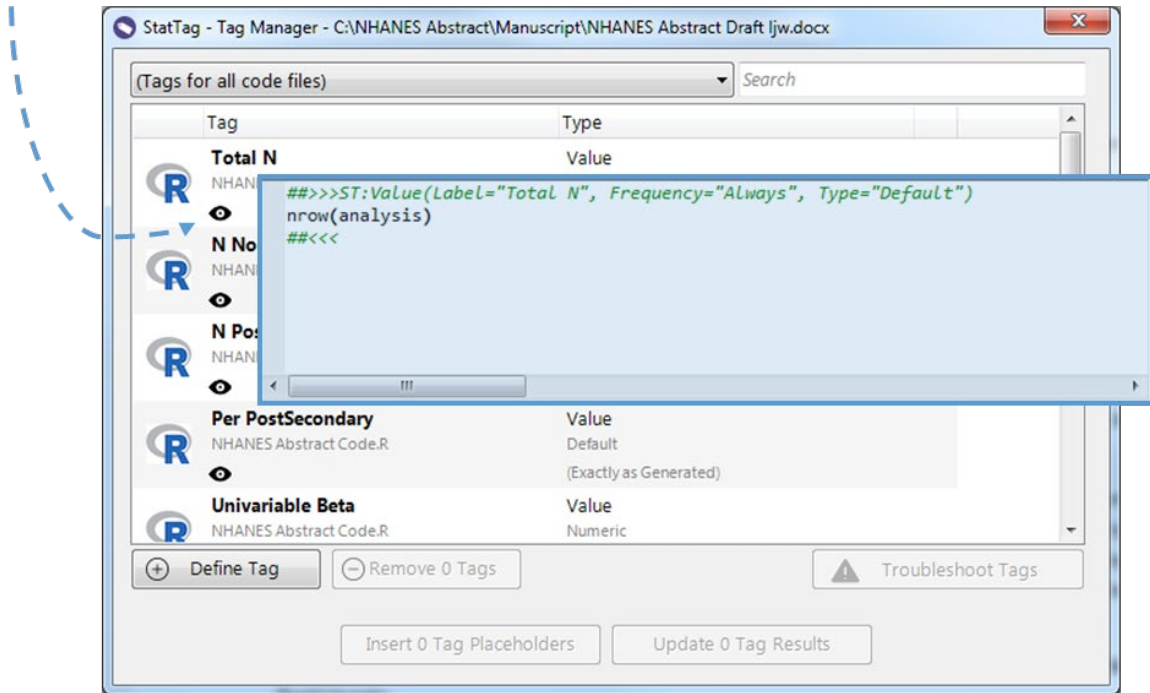 StatTag - Tag Manager - C:\NHANES Abstract\Manuscript\NHANES Abstract Draft ljw.docx
(Tags for all code files) Search
Tag Type
Total N Value
NHAN
##>>>ST:Value(Label="Total N", Frequency="Always", Type="Default")
nrow(analysis)
##<<<
N No
NHAN
N Pos
NHAN
Per PostSecondary Value
NHANES Abstract Code.R Default
(Exactly as Generated)
Univariable Beta Value
NHANES Abstract Code.R Numeric
Define Tag Remove 0 Tags Troubleshoot Tags
Insert 0 Tag Placeholders Update 0 Tag Results